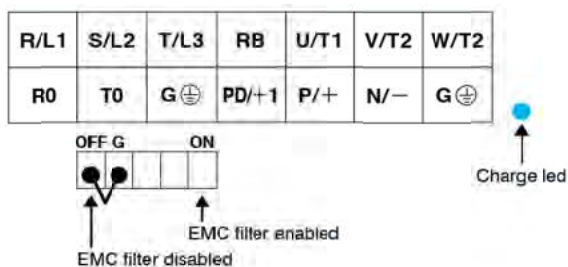 R/L1 S/L2 T/L3 RB U/T1 V/T2 W/T2
R0 T0 G⏚ PD/+1 P/+ N/− G⏚
OFF G ON
Charge led
EMC filter enabled
EMC filter disabled